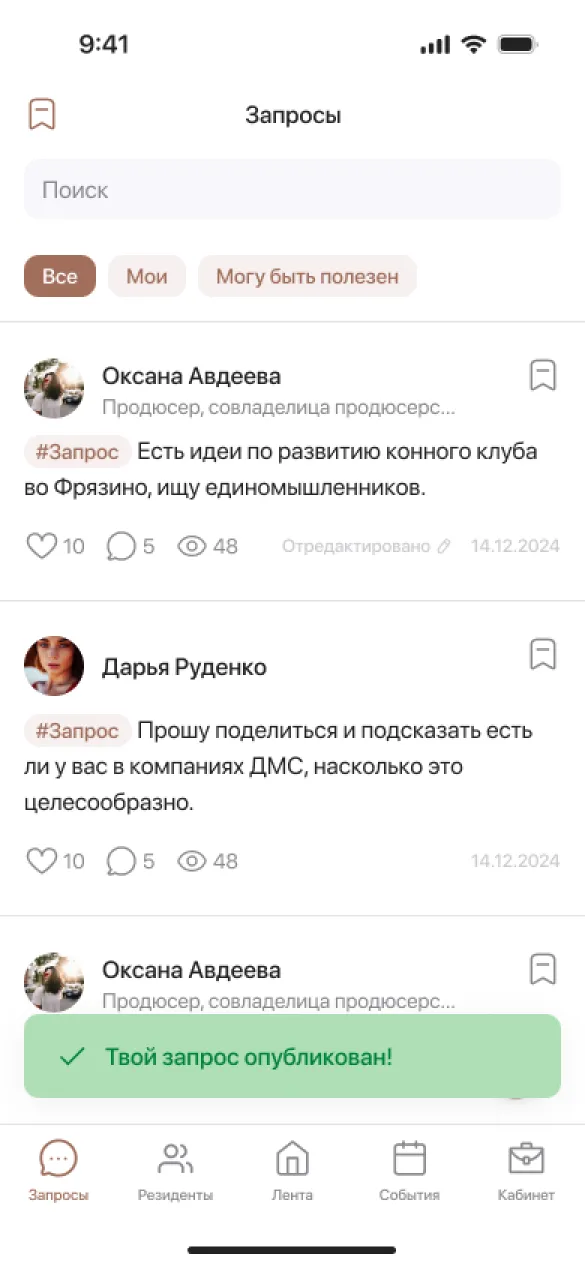 9:41
Запросы
Поиск
Все
Мои
Могу быть полезен
Оксана Авдеева
Продюсер, совладелица продюсерс...
#Запрос Есть идеи по развитию конного клуба
во Фрязино, ищу единомышленников.
10 5 48 Отредактировано 14.12.2024
Дарья Руденко
#Запрос Прошу поделиться и подсказать есть
ли у вас в компаниях ДМС, насколько это
целесообразно.
10 5 48 14.12.2024
Оксана Авдеева
Продюсер, совладелица продюсерс...
Твой запрос опубликован!
Запросы
Резиденты
Лента
События
Кабинет